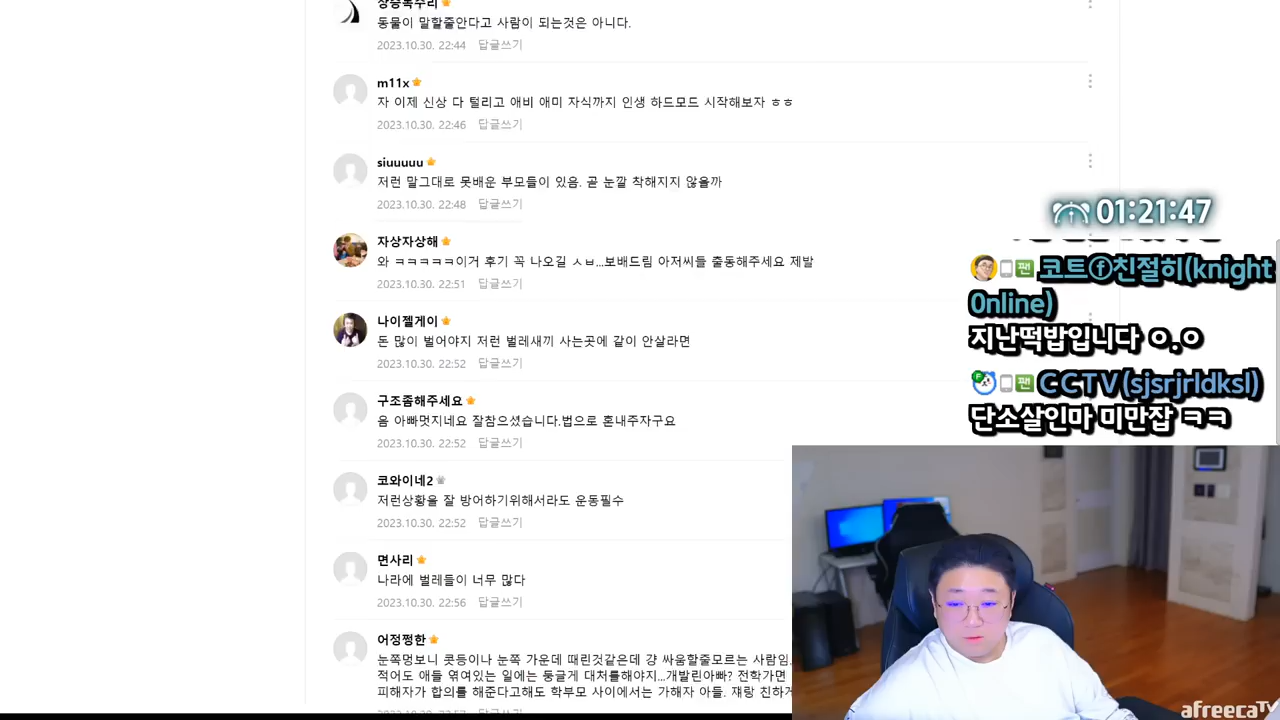 동물이 말할줄안다고 사람이 되는것은 아니다.
2023.10.30. 22:44 답글쓰기
m11x
자 이제 신상 다 털리고 애비 애미 자식까지 인생 하드모드 시작해보자 ㅎㅎ
2023.10.30. 22:46 답글쓰기
siuuuuu
저런 말그대로 못배운 부모들이 있음. 곧 눈깔 착해지지 않을까
2023.10.30. 22:48 답글쓰기
자상자상해
와 ㅋㅋㅋㅋㅋ이거 후기 꼭 나오길 ㅅㅂ...보배드림 아저씨들 출동해주세요 제발
2023.10.30. 22:51 답글쓰기
나이젤게이
돈 많이 벌어야지 저런 벌레새끼 사는곳에 같이 안살라면
2023.10.30. 22:52 답글쓰기
구조좀해주세요
옴 아빠멋지네요 잘참으셨습니다.법으로 혼내주자구요
2023.10.30. 22:52 답글쓰기
코와이네2
저런상황을 잘 방어하기위해서라도 운동필수
2023.10.30. 22:52 답글쓰기
면사리
나라에 벌레들이 너무 많다
2023.10.30. 22:56 답글쓰기
어정쩡한
눈쪽멍보니 콧등이나 눈쪽 가운데 때린것같은데 걍 싸움할줄모르는 사람임.
적어도 애들 엮여있는 일에는 둥글게 대처를해야지...개발린아빠? 전학가면
피해자가 합의를 해준다고해도 학부모 사이에서는 가해자 아들. 쟤랑 친하게
01:21:47
팬 코트ⓕ친절히(knight
0nline)
지난떡밥입니다 ㅇ.ㅇ
팬 CCTV(sjsrjrldksl)
단소살인마 미만잡 ㅋㅋ
afreecaTV